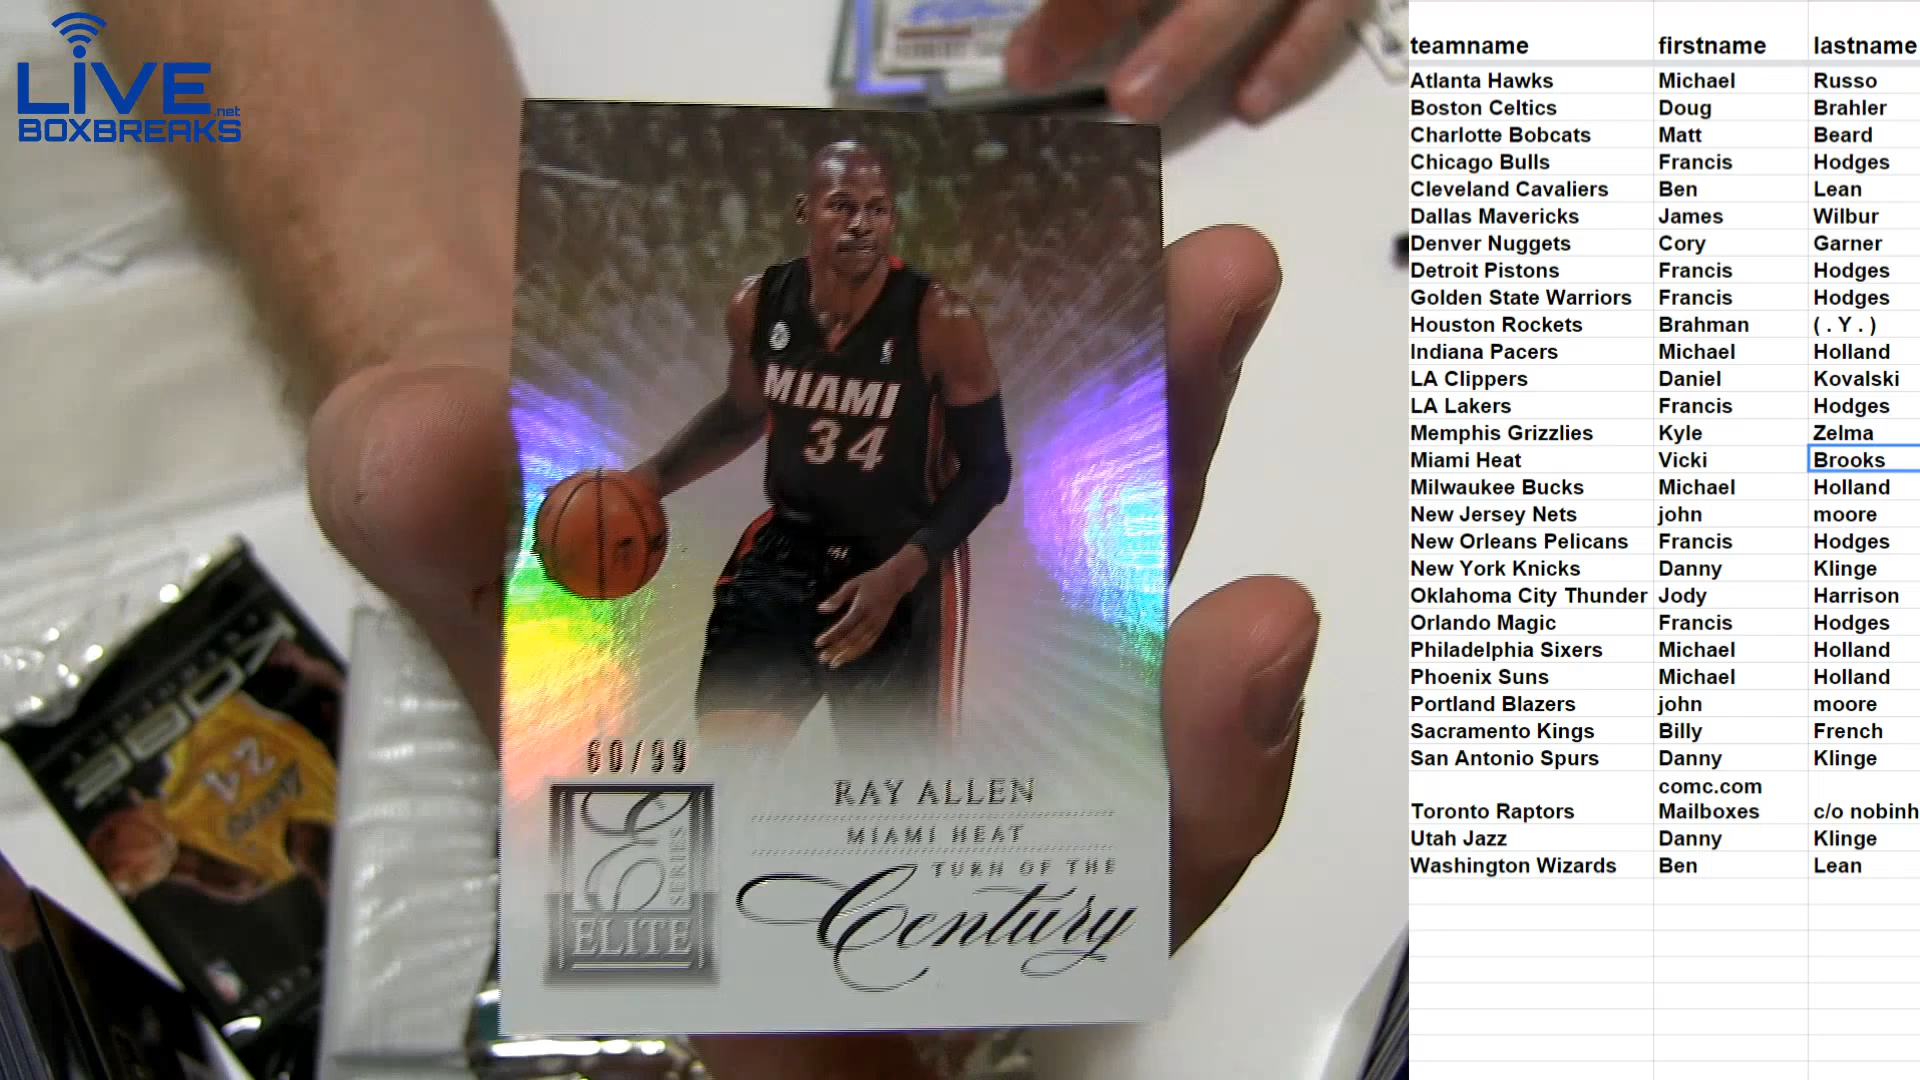 LIVE.net
BOXBREAKS
MIAMI
34
60/99
RAY ALLEN
MIAMI HEAT
TURN OF THE
Century
E
SERIES
ELITE
KOBE
24
teamname firstname lastname
Atlanta Hawks Michael Russo
Boston Celtics Doug Brahler
Charlotte Bobcats Matt Beard
Chicago Bulls Francis Hodges
Cleveland Cavaliers Ben Lean
Dallas Mavericks James Wilbur
Denver Nuggets Cory Garner
Detroit Pistons Francis Hodges
Golden State Warriors Francis Hodges
Houston Rockets Brahman ( . Y . )
Indiana Pacers Michael Holland
LA Clippers Daniel Kovalski
LA Lakers Francis Hodges
Memphis Grizzlies Kyle Zelma
Miami Heat Vicki Brooks
Milwaukee Bucks Michael Holland
New Jersey Nets john moore
New Orleans Pelicans Francis Hodges
New York Knicks Danny Klinge
Oklahoma City Thunder Jody Harrison
Orlando Magic Francis Hodges
Philadelphia Sixers Michael Holland
Phoenix Suns Michael Holland
Portland Blazers john moore
Sacramento Kings Billy French
San Antonio Spurs Danny Klinge
comc.com
Toronto Raptors Mailboxes c/o nobinh
Utah Jazz Danny Klinge
Washington Wizards Ben Lean